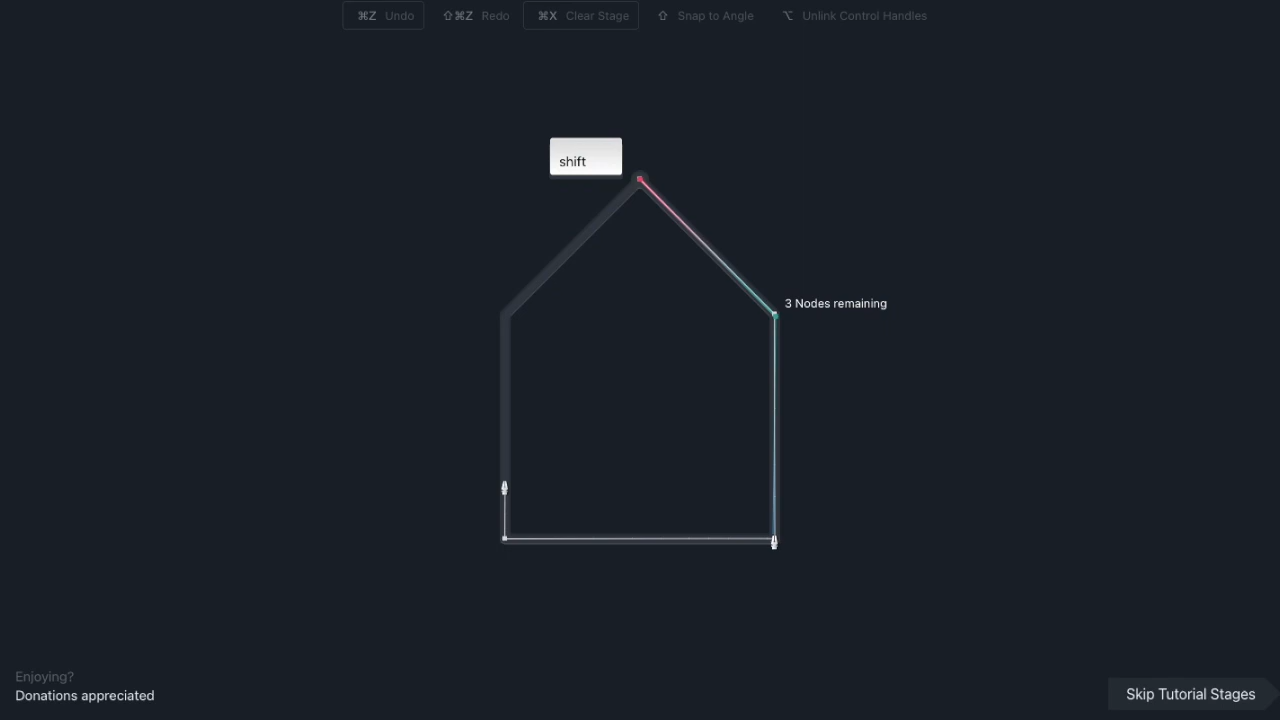 ⌘Z Undo ⇧⌘Z Redo ⌘X Clear Stage ⇧ Snap to Angle ⌥ Unlink Control Handles
shift
3 Nodes remaining
Enjoying?
Donations appreciated
Skip Tutorial Stages